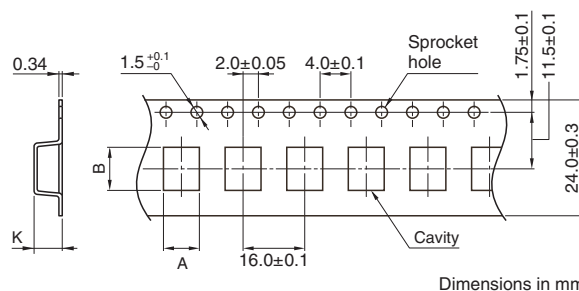 0.34
1.5 +0.1 −0
2.0±0.05
4.0±0.1
Sprocket
hole
1.75±0.1
11.5±0.1
24.0±0.3
B
K
A
16.0±0.1
Cavity
Dimensions in mm